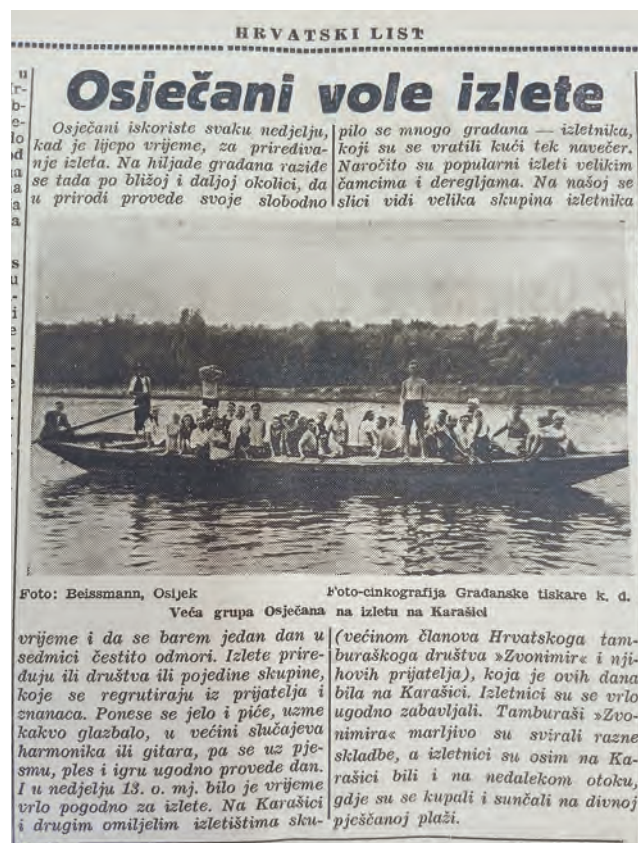 HRVATSKI LIST
Osječani vole izlete
Osječani iskoriste svaku nedjelju,
kad je lijepo vrijeme, za priređiva-
nje izleta. Na hiljade građana raziđe
se tada po bližoj i daljoj okolici, da
u prirodi provede svoje slobodno
vrijeme i da se barem jedan dan u
sedmici čestito odmori. Izlete prire-
đuju ili društva ili pojedine skupine,
koje se regrutiraju iz prijatelja i
znanaca. Ponese se jelo i piće, uzme
kakvo glazbalo, u većini slučajeva
harmonika ili gitara, pa se uz pje-
smu, ples i igru ugodno provede dan.
I u nedjelju 13. o. mj. bilo je vrijeme
vrlo pogodno za izlete. Na Karašici
i drugim omiljelim izletištima sku-
pilo se mnogo građana — izletnika,
koji su se vratili kući tek navečer.
Naročito su popularni izleti velikim
čamcima i deregljama. Na našoj se
slici vidi velika skupina izletnika
(većinom članova Hrvatskoga tam-
buraškoga društva »Zvonimir« i nji-
hovih prijatelja), koja je ovih dana
bila na Karašici. Izletnici su se vrlo
ugodno zabavljali. Tamburaši »Zvo-
nimira« marljivo su svirali razne
skladbe, a izletnici su osim na Ka-
rašici bili i na nedalekom otoku,
gdje su se kupali i sunčali na divnoj
pješčanoj plaži.
Foto: Beissmann, Osijek
Foto-cinkografija Građanske tiskare k. d.
Veća grupa Osječana na izletu na Karašici